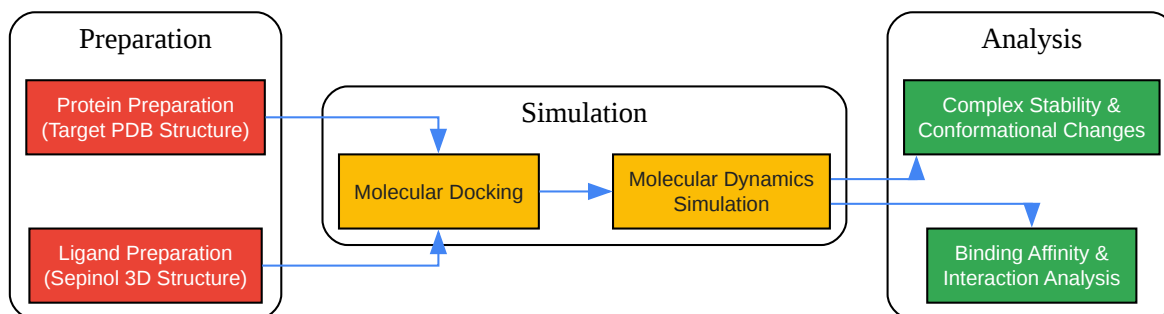 Preparation
Protein Preparation
(Target PDB Structure)
Ligand Preparation
(Sepinol 3D Structure)
Simulation
Molecular Docking
Molecular Dynamics
Simulation
Analysis
Complex Stability &
Conformational Changes
Binding Affinity &
Interaction Analysis